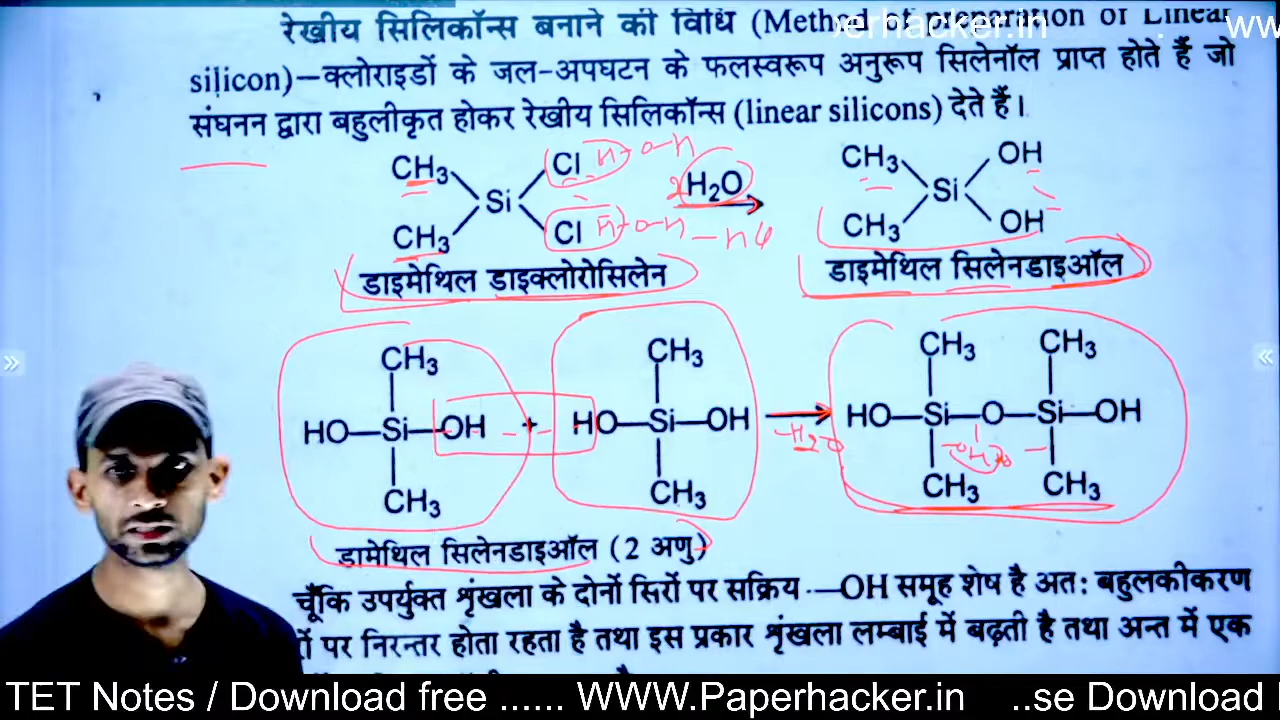 रेखीय सिलिकॉन्स बनाने की विधि (Method of preparation of Linear
silicon)—क्लोराइडों के जल-अपघटन के फलस्वरूप अनुरूप सिलेनॉल प्राप्त होते हैं जो
संघनन द्वारा बहुलीकृत होकर रेखीय सिलिकॉन्स (linear silicons) देते हैं।
CH₃ Cl H-O-H CH₃ OH
Si 2H₂O Si
CH₃ Cl H-O-H CH₃ OH
डाइमेथिल डाइक्लोरोसिलेन डाइमेथिल सिलेनडाइऑल
CH₃ CH₃ CH₃ CH₃
HO—Si—OH + HO—Si—OH → HO—Si—O—Si—OH
-H₂O
CH₃ CH₃ CH₃ CH₃
डामेथिल सिलेनडाइऑल (2 अणु)
चूँकि उपर्युक्त शृंखला के दोनों सिरों पर सक्रिय —OH समूह शेष है अत: बहुलकीकरण
पर निरन्तर होता रहता है तथा इस प्रकार शृंखला लम्बाई में बढ़ती है तथा अन्त में एक
TET Notes / Download free ...... WWW.Paperhacker.in ..se Download